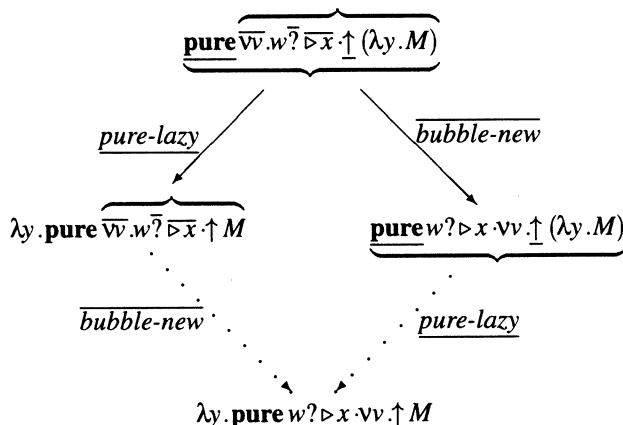 pure νv.w? ▷ x · ↑ (λy.M)
pure-lazy bubble-new
λy.pure νv.w? ▷ x · ↑ M pure w? ▷ x · νv.↑ (λy.M)
bubble-new pure-lazy
λy.pure w? ▷ x · νv.↑ M